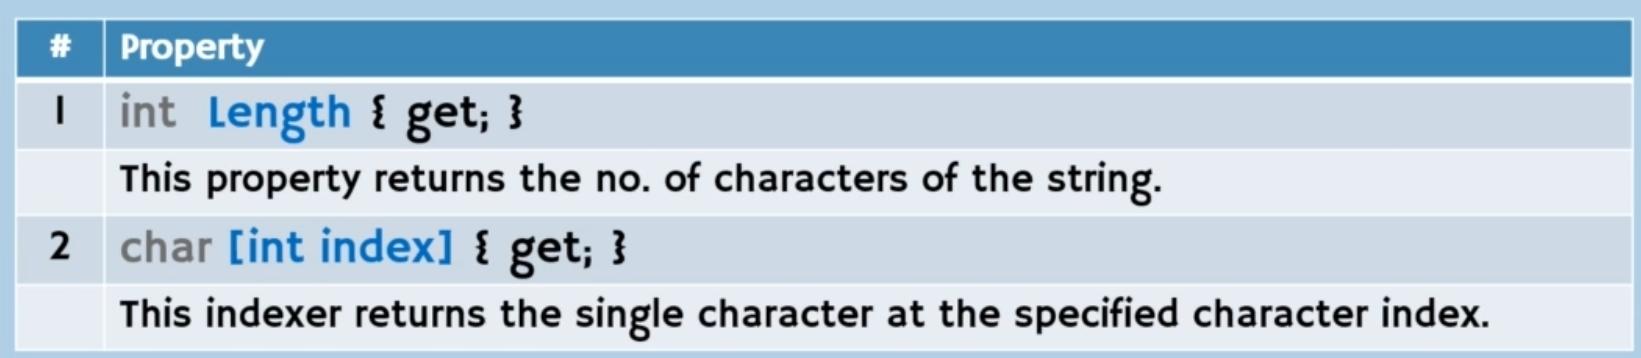 # Property
1 int Length { get; }
This property returns the no. of characters of the string.
2 char [int index] { get; }
This indexer returns the single character at the specified character index.